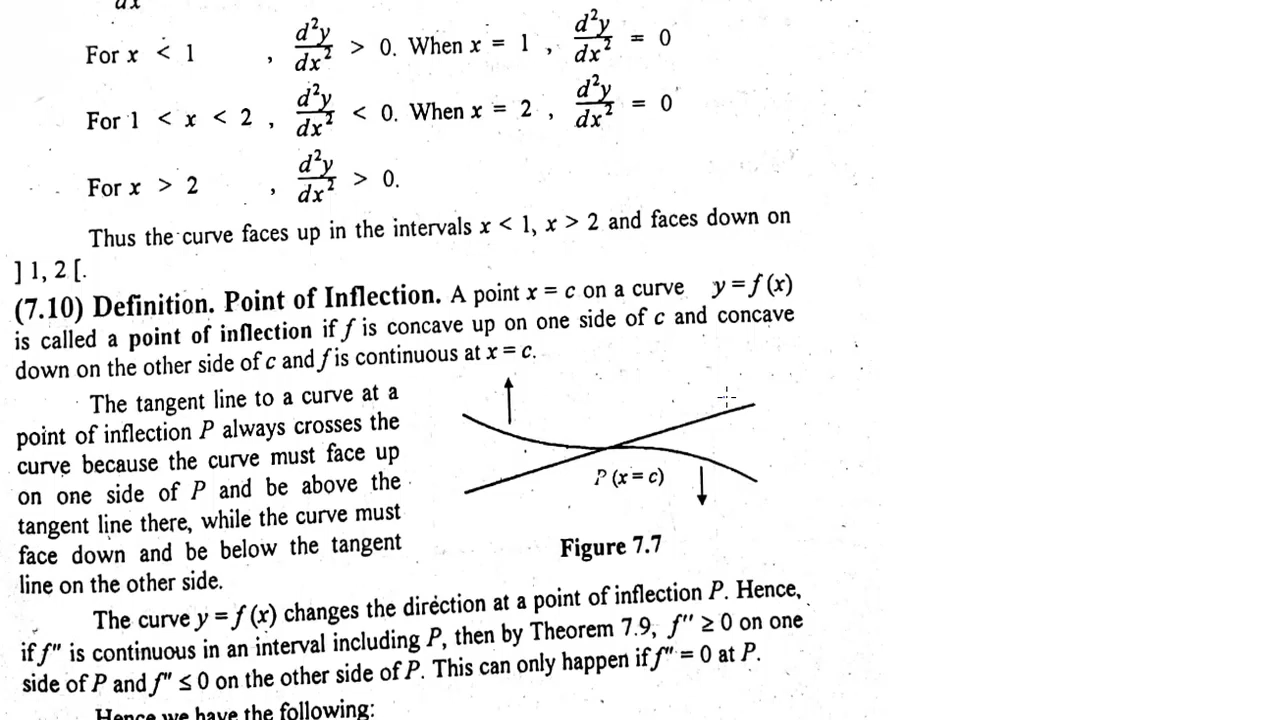 dx
For x < 1 , d²y/dx² > 0. When x = 1 , d²y/dx² = 0
For 1 < x < 2 , d²y/dx² < 0. When x = 2 , d²y/dx² = 0
For x > 2 , d²y/dx² > 0.
Thus the curve faces up in the intervals x < 1, x > 2 and faces down on
] 1, 2 [.
(7.10) Definition. Point of Inflection. A point x = c on a curve y = f (x)
is called a point of inflection if f is concave up on one side of c and concave
down on the other side of c and f is continuous at x = c.
The tangent line to a curve at a
point of inflection P always crosses the
curve because the curve must face up
on one side of P and be above the
tangent line there, while the curve must
face down and be below the tangent
line on the other side.
P (x = c)
Figure 7.7
The curve y = f (x) changes the direction at a point of inflection P. Hence,
if f″ is continuous in an interval including P, then by Theorem 7.9, f″ ≥ 0 on one
side of P and f″ ≤ 0 on the other side of P. This can only happen if f″ = 0 at P.
Hence we have the following: